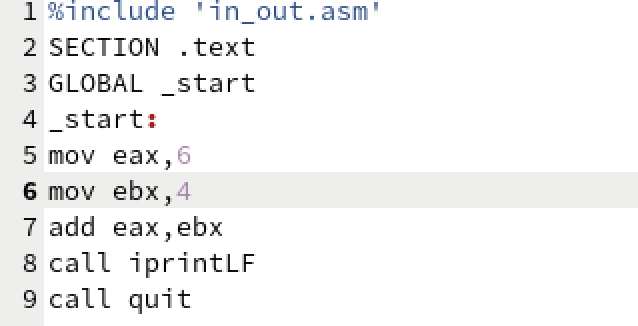 1 %include 'in_out.asm'
2 SECTION .text
3 GLOBAL _start
4 _start:
5 mov eax,6
6 mov ebx,4
7 add eax,ebx
8 call iprintLF
9 call quit